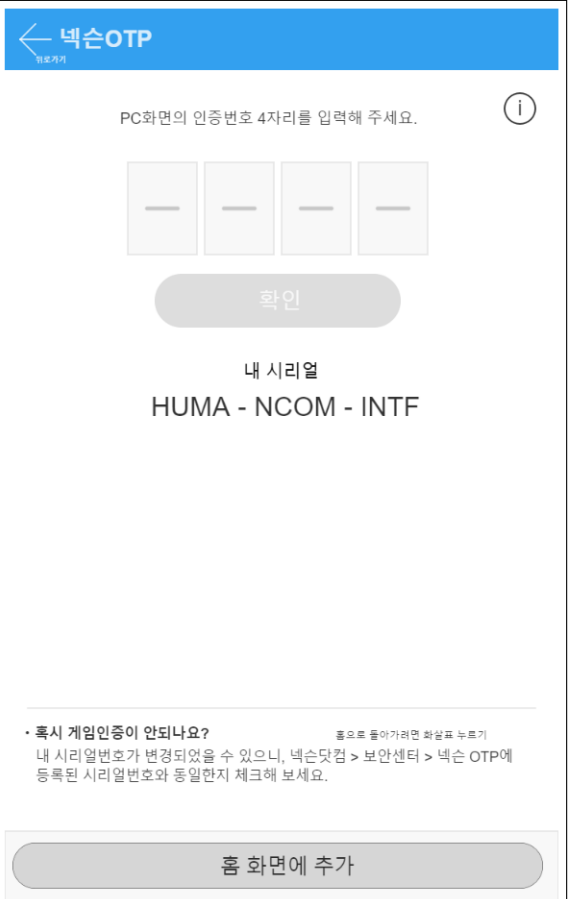 넥슨OTP
뒤로가기
PC화면의 인증번호 4자리를 입력해 주세요.
i
확인
내 시리얼
HUMA - NCOM - INTF
• 혹시 게임인증이 안되나요?
홈으로 돌아가려면 화살표 누르기
내 시리얼번호가 변경되었을 수 있으니, 넥슨닷컴 > 보안센터 > 넥슨 OTP에
등록된 시리얼번호와 동일한지 체크해 보세요.
홈 화면에 추가